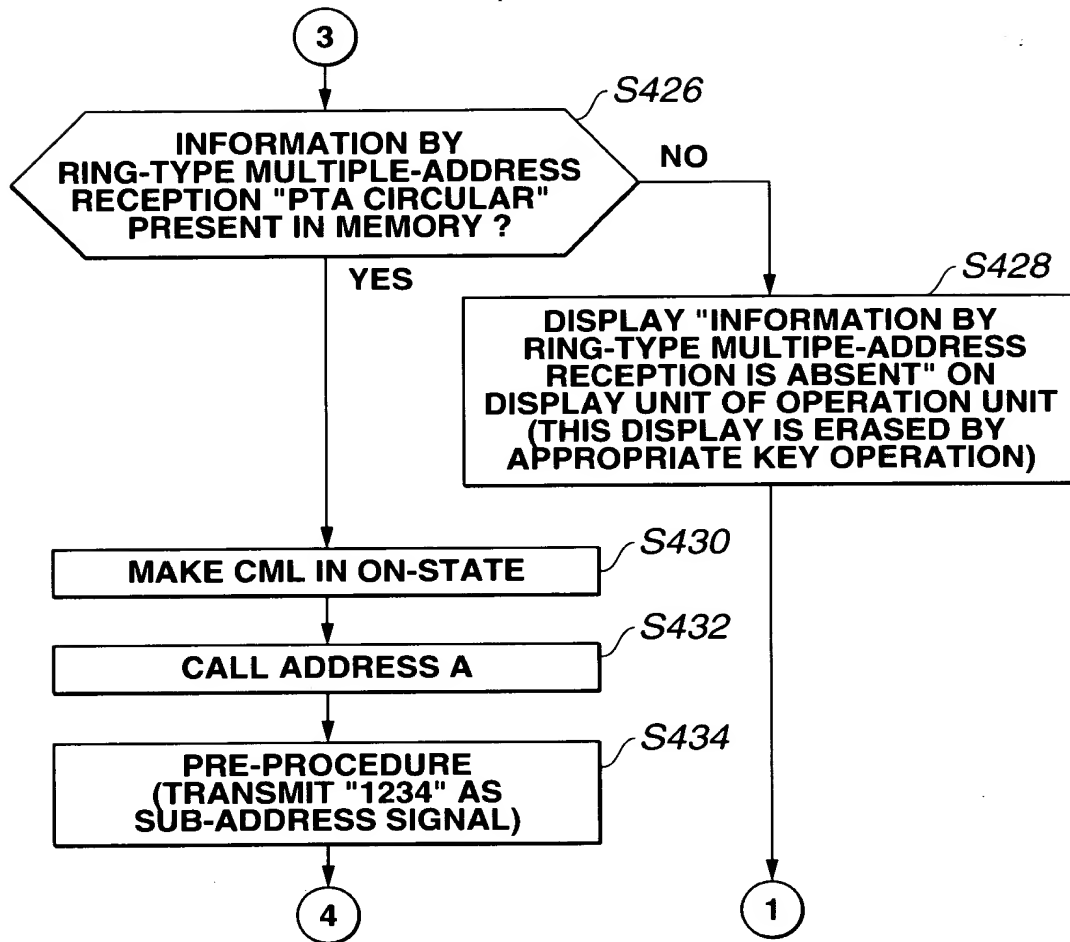 3
S426
INFORMATION BY
RING-TYPE MULTIPLE-ADDRESS
RECEPTION "PTA CIRCULAR"
PRESENT IN MEMORY ?
NO
YES
S428
DISPLAY "INFORMATION BY
RING-TYPE MULTIPE-ADDRESS
RECEPTION IS ABSENT" ON
DISPLAY UNIT OF OPERATION UNIT
(THIS DISPLAY IS ERASED BY
APPROPRIATE KEY OPERATION)
S430
MAKE CML IN ON-STATE
S432
CALL ADDRESS A
S434
PRE-PROCEDURE
(TRANSMIT "1234" AS
SUB-ADDRESS SIGNAL)
4
1